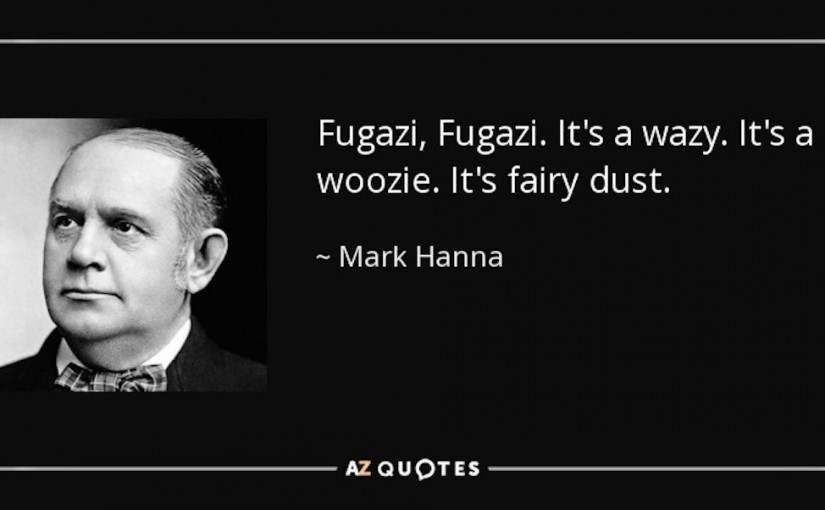 Fugazi, Fugazi. It's a wazy. It's a
woozie. It's fairy dust.
~ Mark Hanna
AZ QUOTES